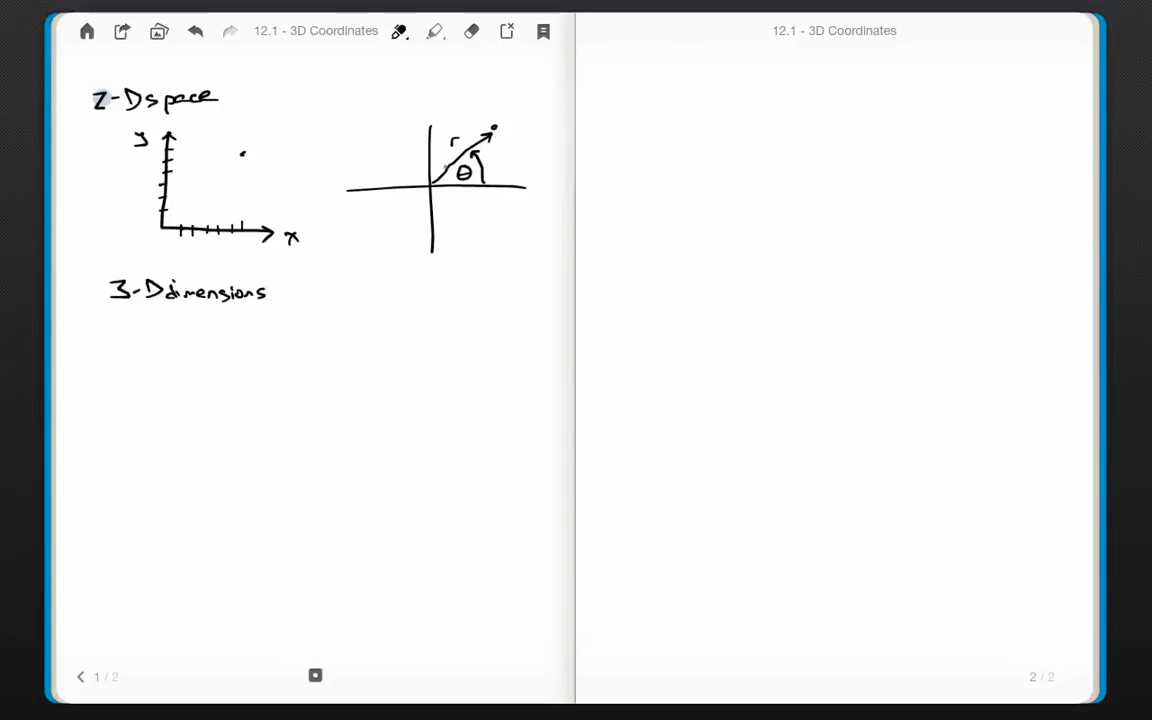 12.1 - 3D Coordinates
12.1 - 3D Coordinates
2-D space
y
x
r
θ
3-D dimensions
1 / 2
2 / 2